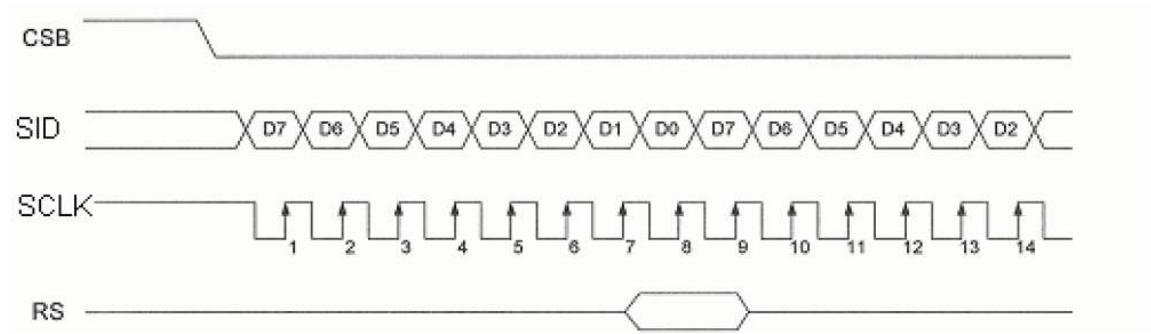 CSB
SID D7 D6 D5 D4 D3 D2 D1 D0 D7 D6 D5 D4 D3 D2
SCLK
1 2 3 4 5 6 7 8 9 10 11 12 13 14
RS